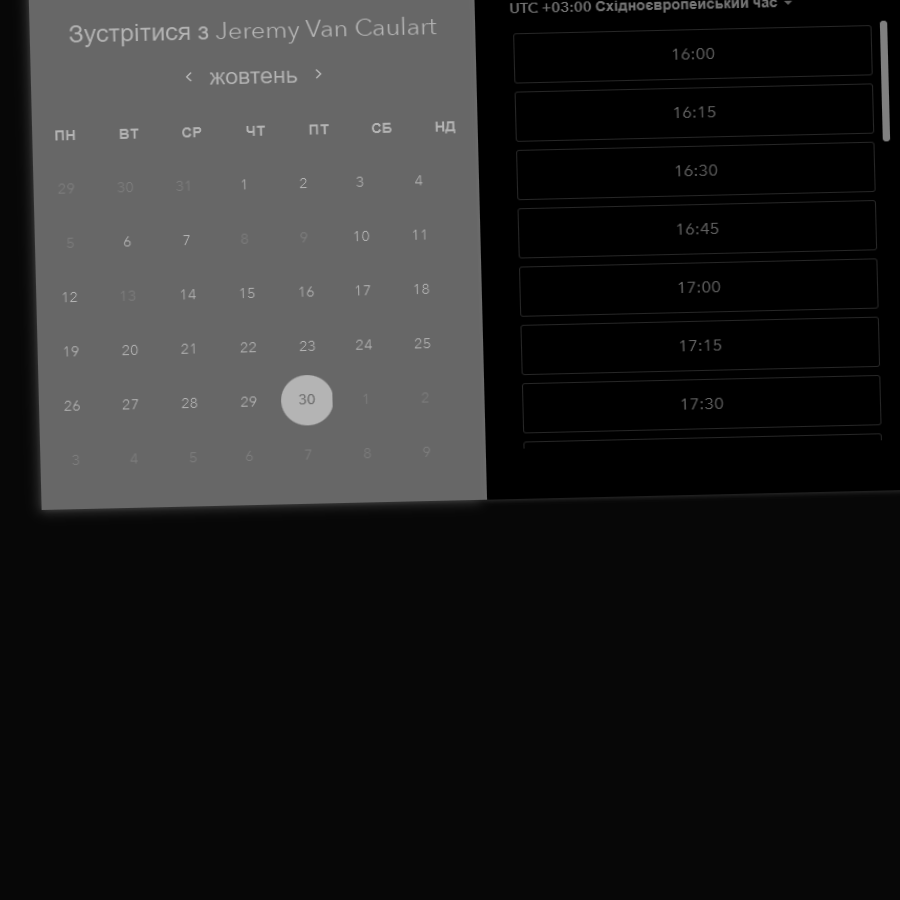 Зустрітися з Jeremy Van Caulart
жовтень
ПН ВТ СР ЧТ ПТ СБ НД
29 30 31 1 2 3 4
5 6 7 8 9 10 11
12 13 14 15 16 17 18
19 20 21 22 23 24 25
26 27 28 29 30 1 2
3 4 5 6 7 8 9
UTC +03:00 Східноєвропейський час
16:00
16:15
16:30
16:45
17:00
17:15
17:30